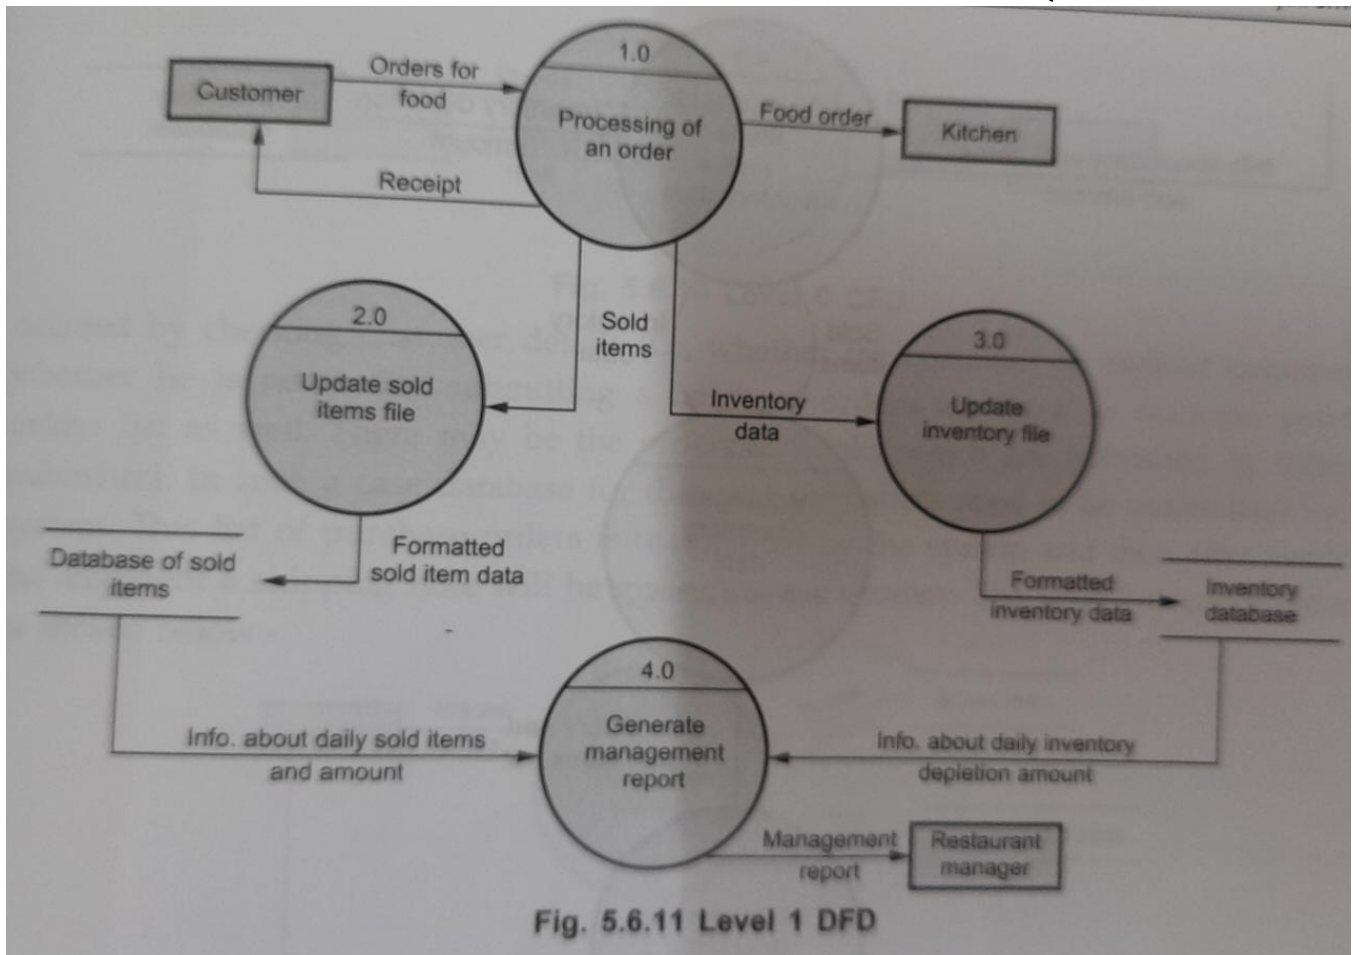 1.0
Customer
Orders for
food
Processing of
an order
Food order
Kitchen
Receipt
2.0
Update sold
items file
Sold
items
3.0
Update
inventory file
Inventory
data
Database of sold
items
Formatted
sold item data
Formatted
inventory data
Inventory
database
4.0
Generate
management
report
Info. about daily sold items
and amount
Info. about daily inventory
depletion amount
Management
report
Restaurant
manager
Fig. 5.6.11 Level 1 DFD